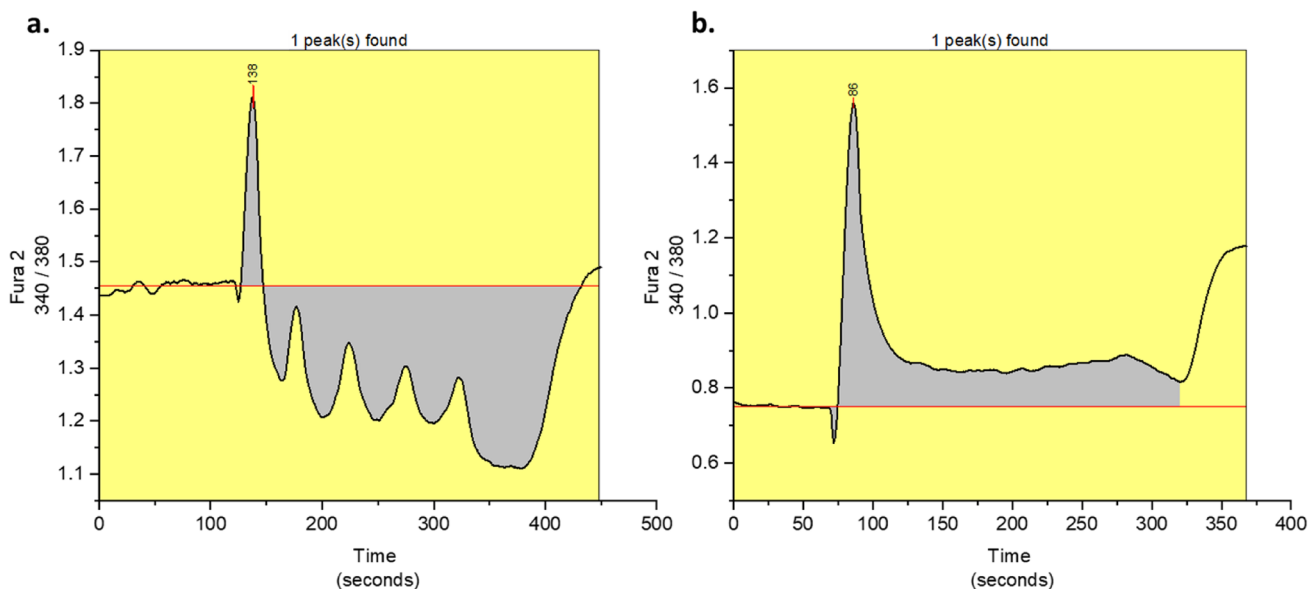 a.
1 peak(s) found
138
1.9
1.8
1.7
1.6
1.5
1.4
1.3
1.2
1.1
Fura 2
340 / 380
0
100
200
300
400
500
Time
(seconds)
b.
1 peak(s) found
86
1.6
1.4
1.2
1.0
0.8
0.6
Fura 2
340 / 380
0
50
100
150
200
250
300
350
400
Time
(seconds)